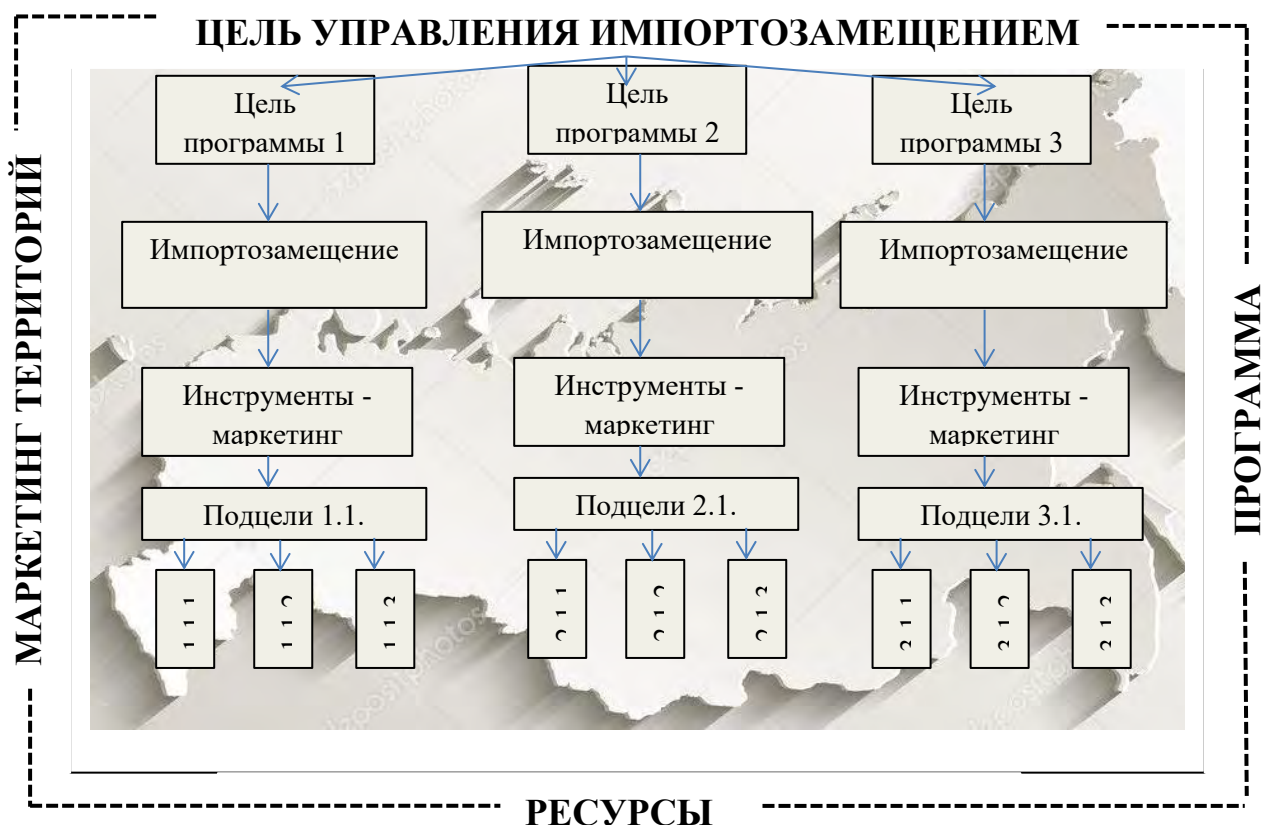 ЦЕЛЬ УПРАВЛЕНИЯ ИМПОРТОЗАМЕЩЕНИЕМ
МАРКЕТИНГ ТЕРРИТОРИЙ
Цель
программы 1
Цель
программы 2
Цель
программы 3
Импортозамещение
Импортозамещение
Импортозамещение
Инструменты -
маркетинг
Инструменты -
маркетинг
Инструменты -
маркетинг
Подцели 1.1.
Подцели 2.1.
Подцели 3.1.
ПРОГРАММА
РЕСУРСЫ